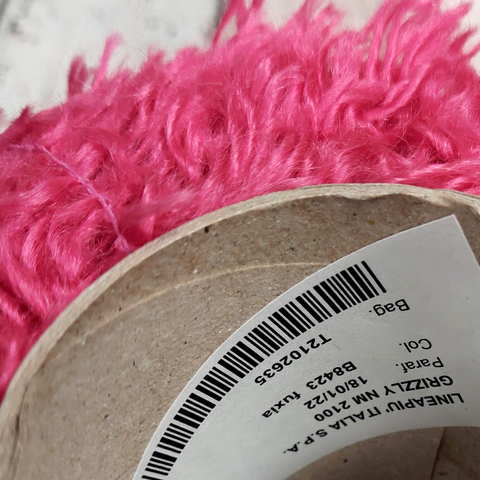 LINEAPIU' ITALIA S.P.A.
GRIZZLY NM 2100
Paraf. 18/01/22
Col. B8423 fuxia
Bag. T2102635